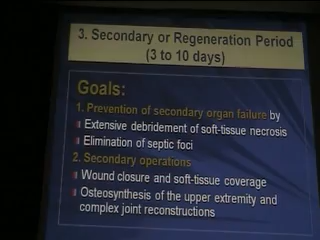 3. Secondary or Regeneration Period
(3 to 10 days)
Goals:
1. Prevention of secondary organ failure by
Extensive debridement of soft-tissue necrosis
Elimination of septic foci
2. Secondary operations
Wound closure and soft-tissue coverage
Osteosynthesis of the upper extremity and
complex joint reconstructions